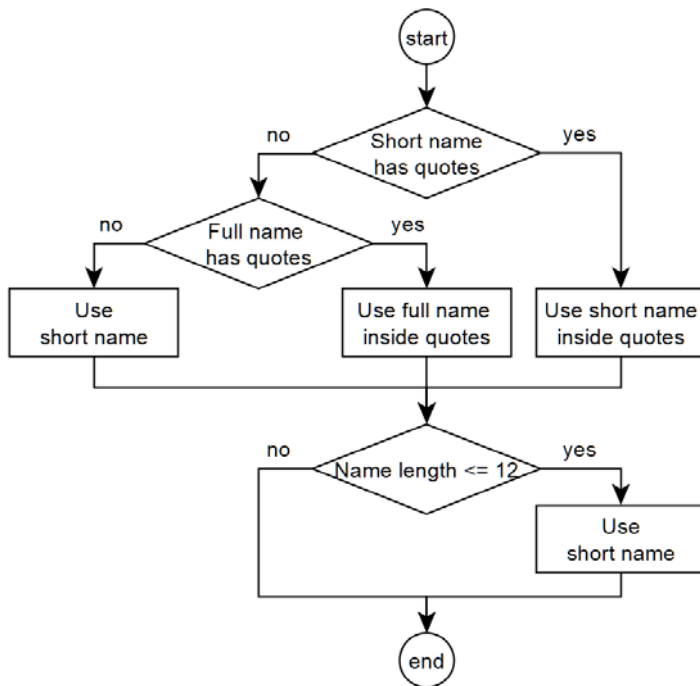 start
no
Short name
has quotes
yes
no
Full name
has quotes
yes
Use
short name
Use full name
inside quotes
Use short name
inside quotes
no
Name length <= 12
yes
Use
short name
end